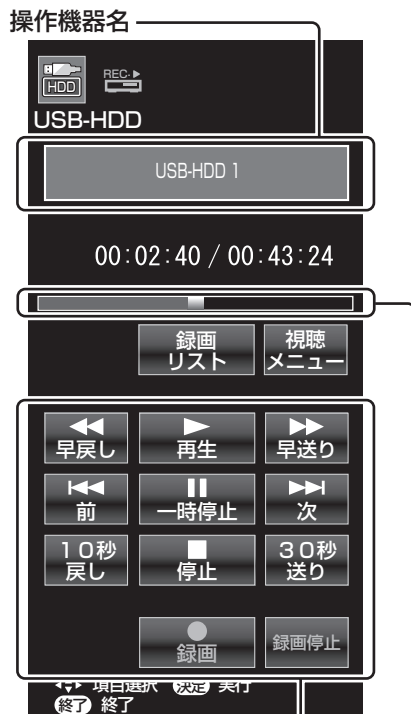 操作機器名
HDD REC
USB-HDD
USB-HDD 1
00:02:40 / 00:43:24
録画
リスト
視聴
メニュー
早戻し
再生
早送り
前
一時停止
次
10秒
戻し
停止
30秒
送り
録画
録画停止
項目選択 決定 実行
終了 終了